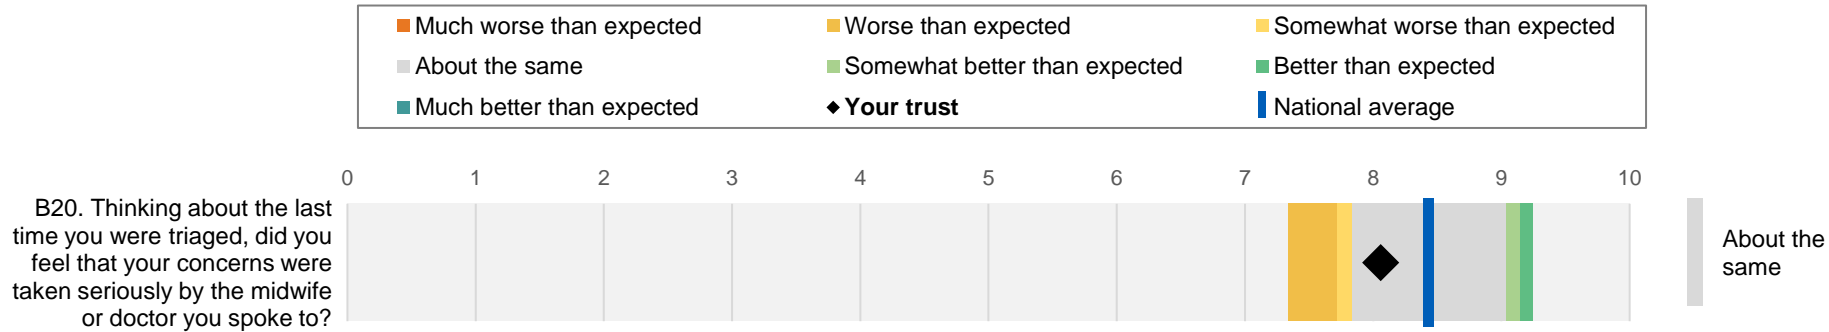 Much worse than expected
Worse than expected
Somewhat worse than expected
About the same
Somewhat better than expected
Better than expected
Much better than expected
Your trust
National average
0 1 2 3 4 5 6 7 8 9 10
B20. Thinking about the last
time you were triaged, did you
feel that your concerns were
taken seriously by the midwife
or doctor you spoke to?
About the
same